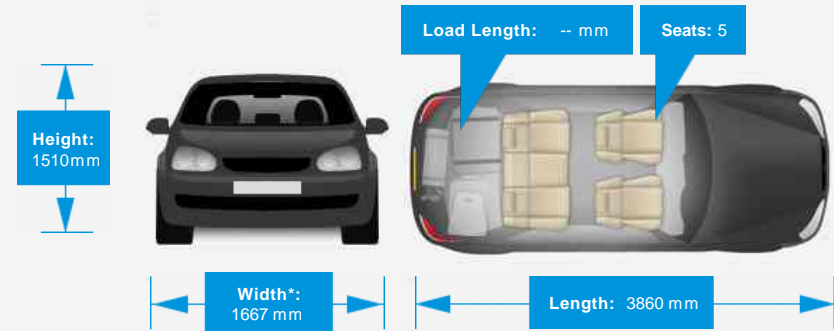 Load Length: -- mm
Seats: 5
Height:
1510mm
Width*:
1667 mm
Length: 3860 mm